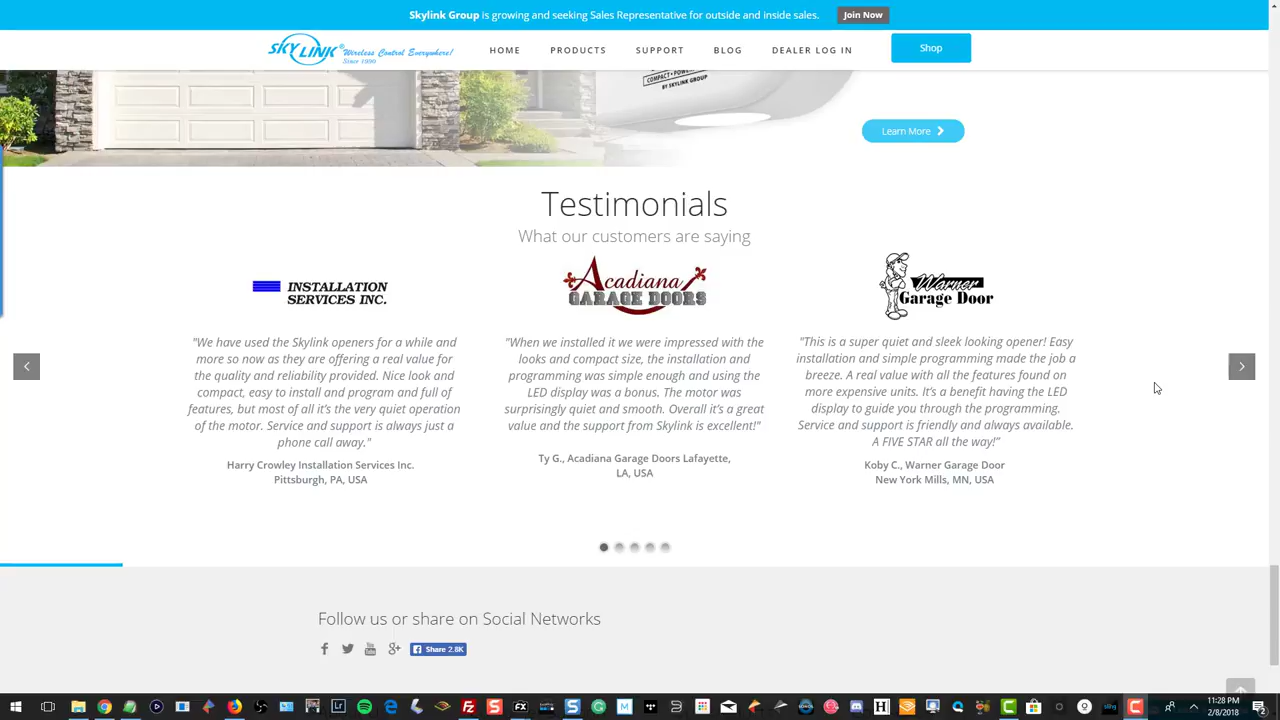 Skylink Group is growing and seeking Sales Representative for outside and inside sales.
Join Now
SKYLINK® Wireless Control Everywhere!
Since 1990
HOME
PRODUCTS
SUPPORT
BLOG
DEALER LOG IN
Shop
COMPACT • POWER
BY SKYLINK GROUP
Learn More
Testimonials
What our customers are saying
INSTALLATION
SERVICES INC.
"We have used the Skylink openers for a while and
more so now as they are offering a real value for
the quality and reliability provided. Nice look and
compact, easy to install and program and full of
features, but most of all it's the very quiet operation
of the motor. Service and support is always just a
phone call away."
Harry Crowley Installation Services Inc.
Pittsburgh, PA, USA
Acadiana
GARAGE DOORS
"When we installed it we were impressed with the
looks and compact size, the installation and
programming was simple enough and using the
LED display was a bonus. The motor was
surprisingly quiet and smooth. Overall it's a great
value and the support from Skylink is excellent!"
Ty G., Acadiana Garage Doors Lafayette,
LA, USA
Warner
Garage Door
"This is a super quiet and sleek looking opener! Easy
installation and simple programming made the job a
breeze. A real value with all the features found on
more expensive units. It's a benefit having the LED
display to guide you through the programming.
Service and support is friendly and always available.
A FIVE STAR all the way!"
Koby C., Warner Garage Door
New York Mills, MN, USA
Follow us or share on Social Networks
Share 2.8K
11:28 PM
2/8/2018